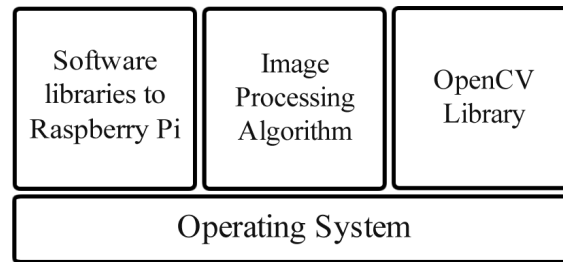 Software
libraries to
Raspberry Pi
Image
Processing
Algorithm
OpenCV
Library
Operating System